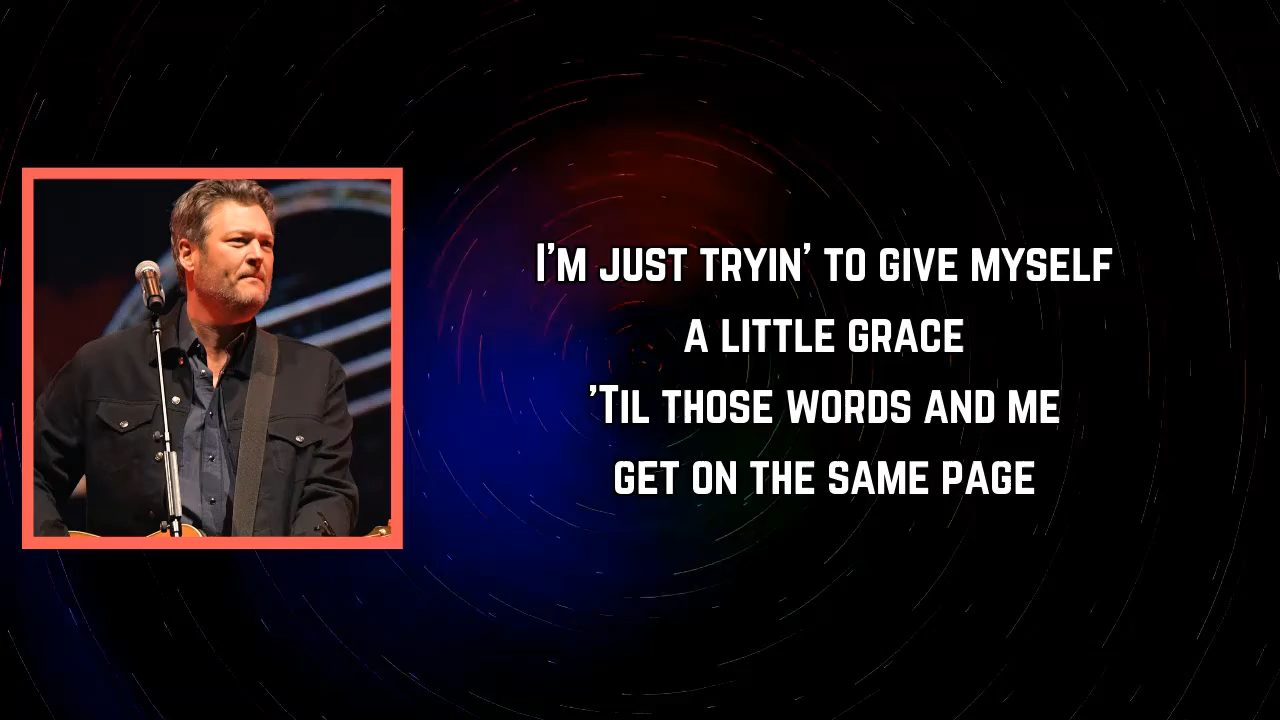 I'm just tryin' to give myself
a little grace
'Til those words and me
get on the same page